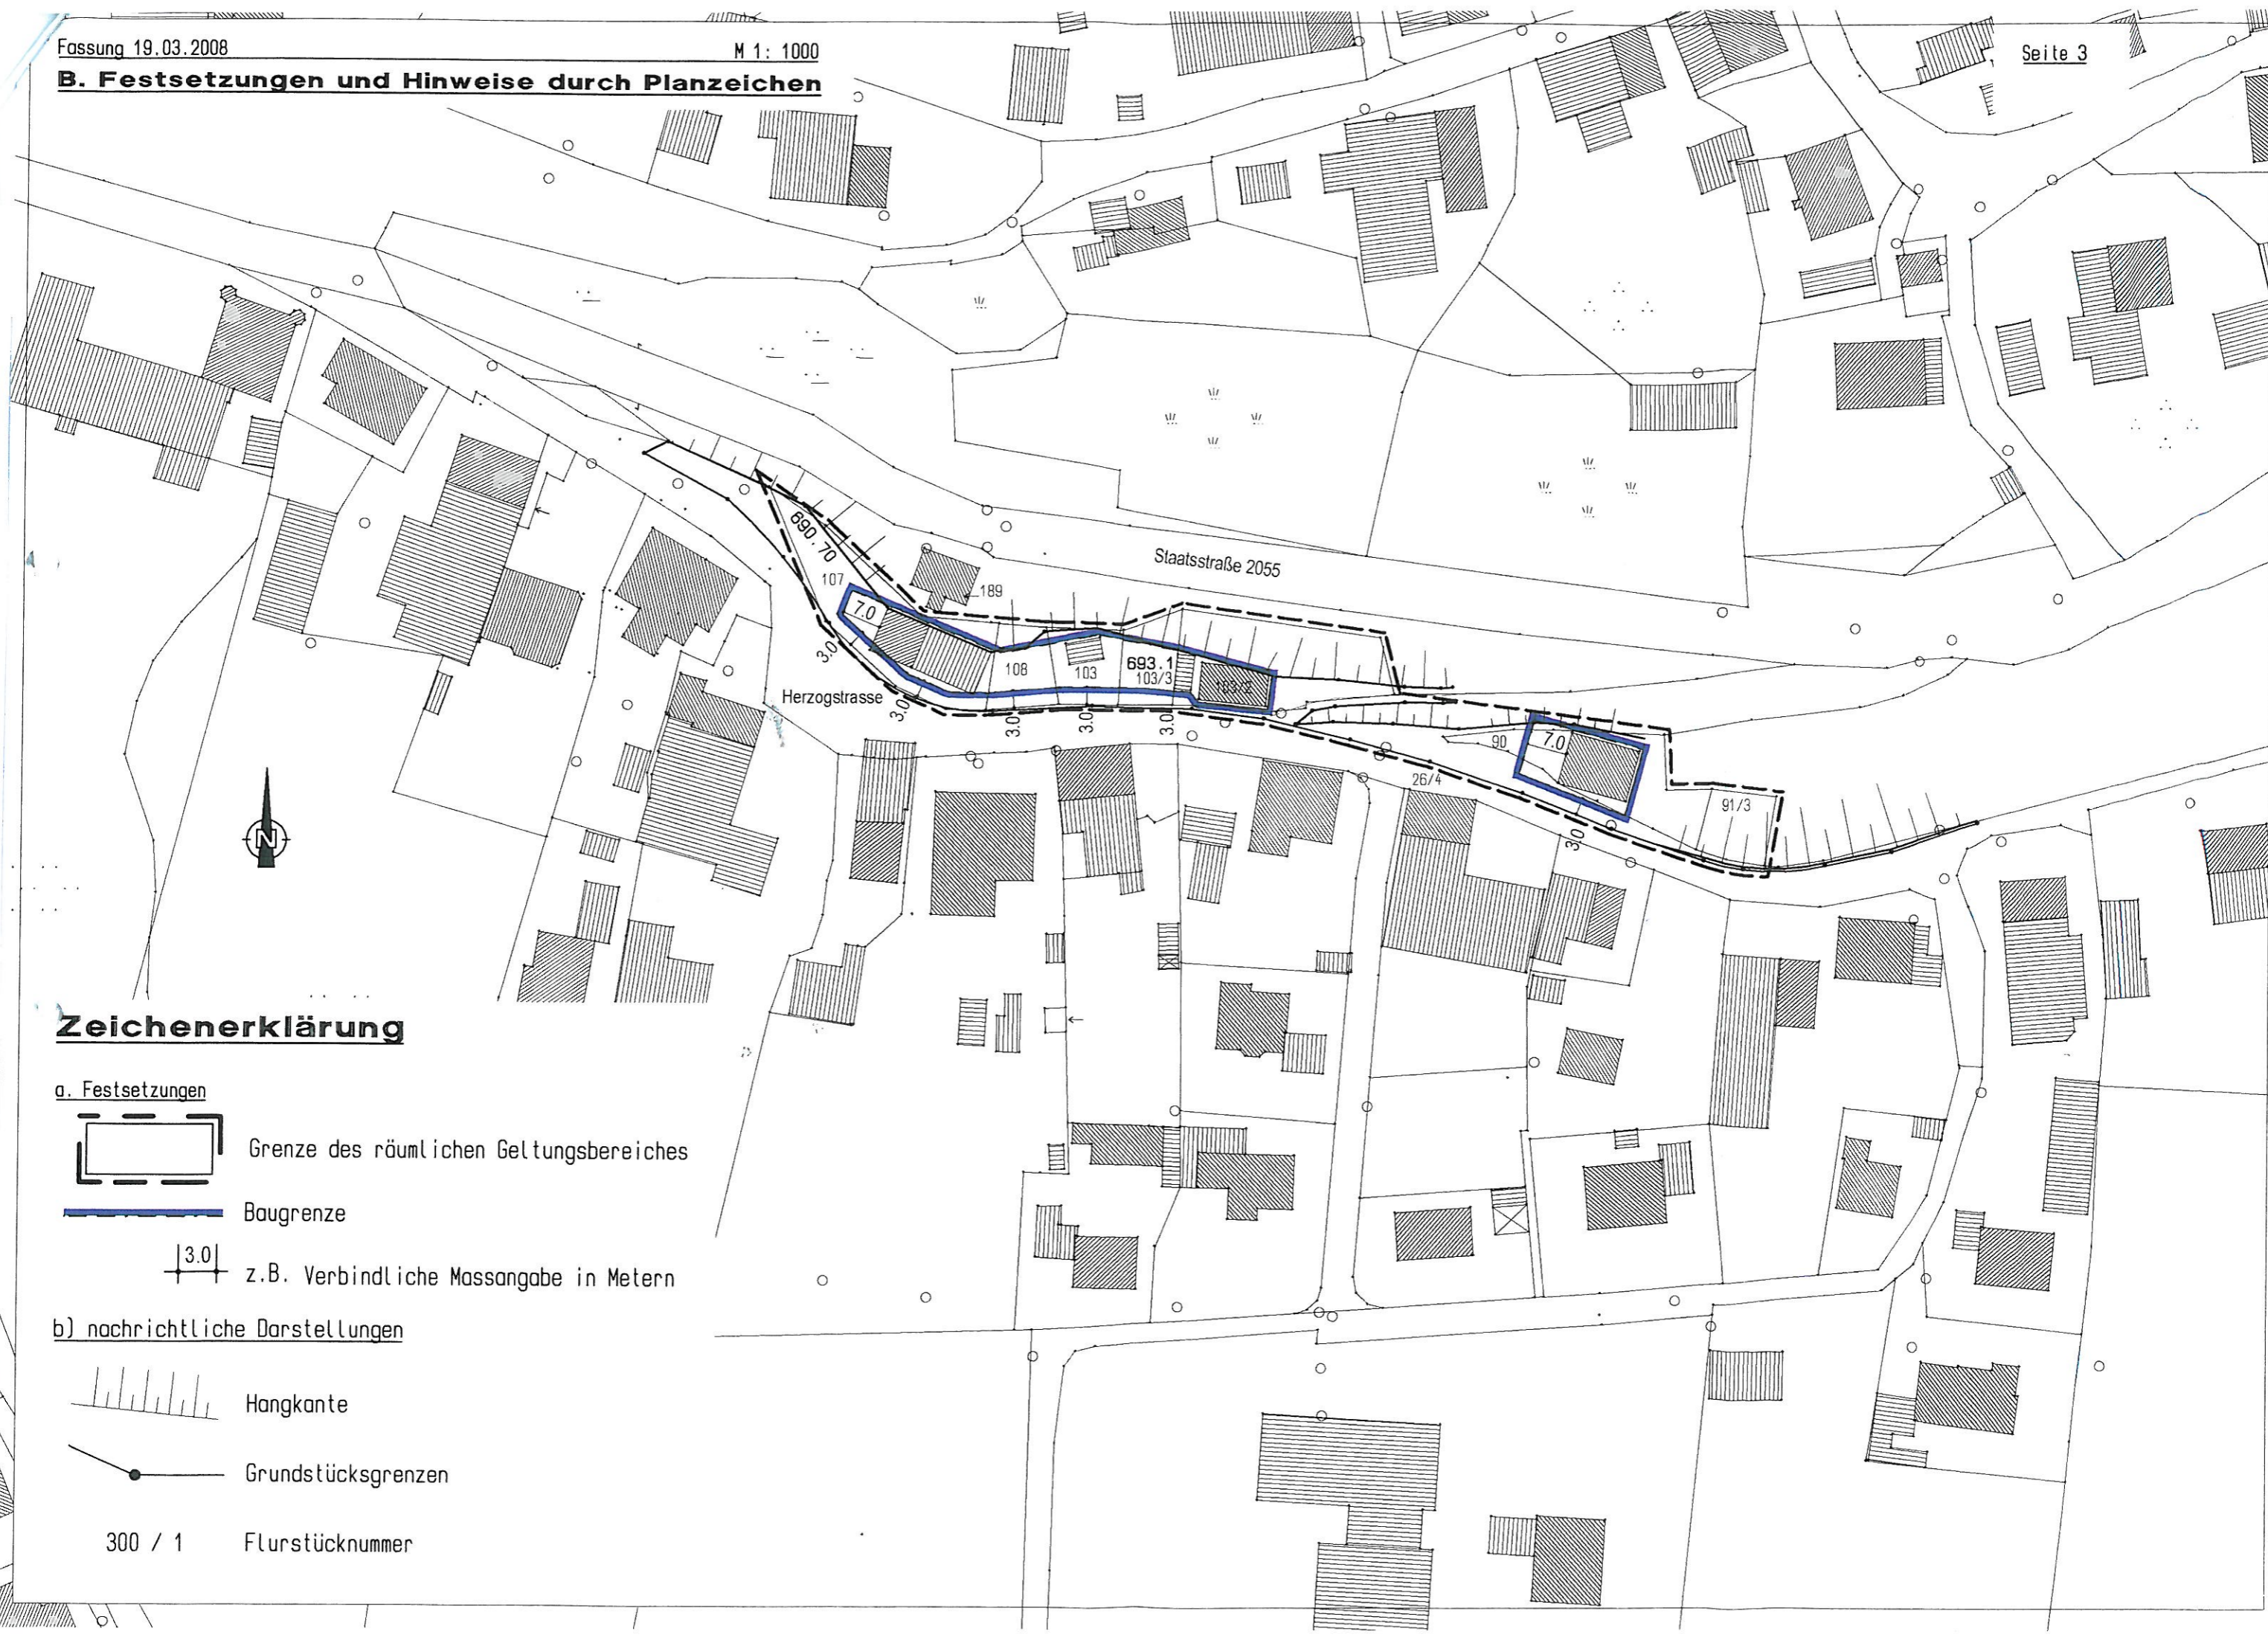 Fassung 19.03.2008
M 1: 1000
Seite 3
B. Festsetzungen und Hinweise durch Planzeichen
Staatsstraße 2055
690.70
107
189
7.0
3.0
108
103
693.1
103/3
103/2
Herzogstrasse
3.0
3.0
3.0
3.0
90
7.0
26/4
91/3
3.0
N
Zeichenerklärung
a. Festsetzungen
Grenze des räumlichen Geltungsbereiches
Baugrenze
3.0
z.B. Verbindliche Massangabe in Metern
b) nachrichtliche Darstellungen
Hangkante
Grundstücksgrenzen
300 / 1
Flurstücknummer